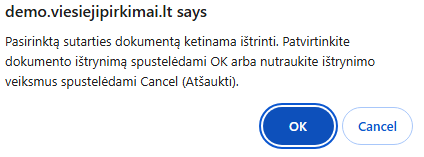 demo.viesiejipirkimai.lt says
Pasirinktą sutarties dokumentą ketinama ištrinti. Patvirtinkite
dokumento ištrynimą spustelėdami OK arba nutraukite ištrynimo
veiksmus spustelėdami Cancel (Atšaukti).
OK
Cancel